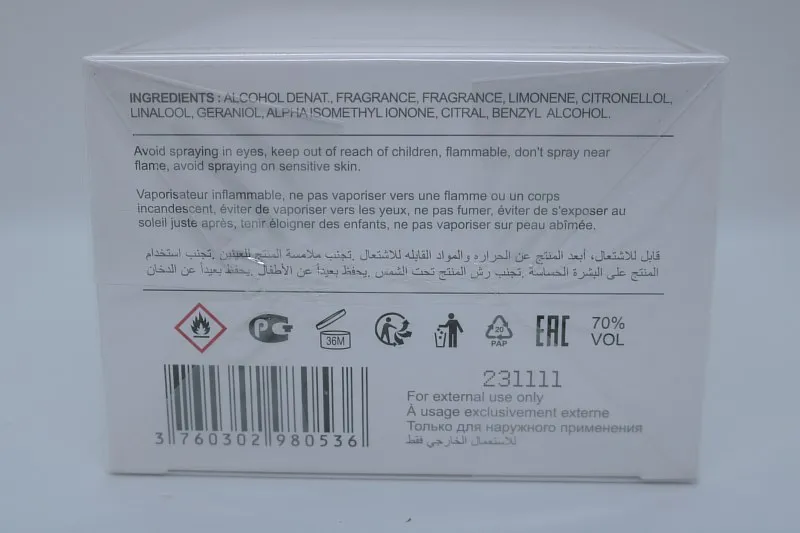 INGREDIENTS : ALCOHOL DENAT., FRAGRANCE, FRAGRANCE, LIMONENE, CITRONELLOL,
LINALOOL, GERANIOL, ALPHA ISOMETHYL IONONE, CITRAL, BENZYL ALCOHOL.
Avoid spraying in eyes, keep out of reach of children, flammable, don't spray near
flame, avoid spraying on sensitive skin.
Vaporisateur inflammable, ne pas vaporiser vers une flamme ou un corps
incandescent, éviter de vaporiser vers les yeux, ne pas fumer, éviter de s'exposer au
soleil juste après, tenir éloigner des enfants, ne pas vaporiser sur peau abîmée.
قابل للاشتعال، أبعد المنتج عن الحراره والمواد القابله للاشتعال .تجنب ملامسة المنتج للعينين .تجنب استخدام
المنتج على البشرة الحساسة .تجنب رش المنتج تحت الشمس .يحفظ بعيداً عن الأطفال .يحفظ بعيداً عن الدخان
36M
20
PAP
EAC
70%
VOL
231111
For external use only
À usage exclusivement externe
Только для наружного применения
للاستعمال الخارجي فقط
3 760302 980536